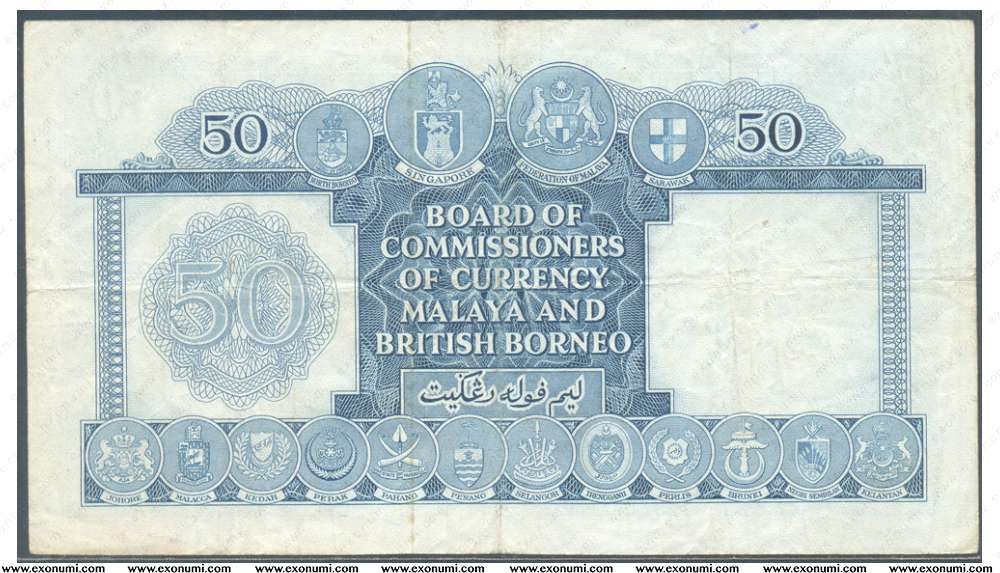 50 50
NORTH BORNEO SINGAPORE FEDERATION OF MALAYA SARAWAK
BOARD OF
COMMISSIONERS
OF CURRENCY
MALAYA AND
BRITISH BORNEO
50
ليم ڤوله رڠݢيت
JOHORE MALACCA KEDAH PERAK PAHANG PENANG SELANGOR TRENGGANU PERLIS BRUNEI NEGRI SEMBILAN KELANTAN
www.exonumi.com www.exonumi.com www.exonumi.com www.exonumi.com www.exonumi.com www.exonumi.com www.exonumi.com www.exonumi.com